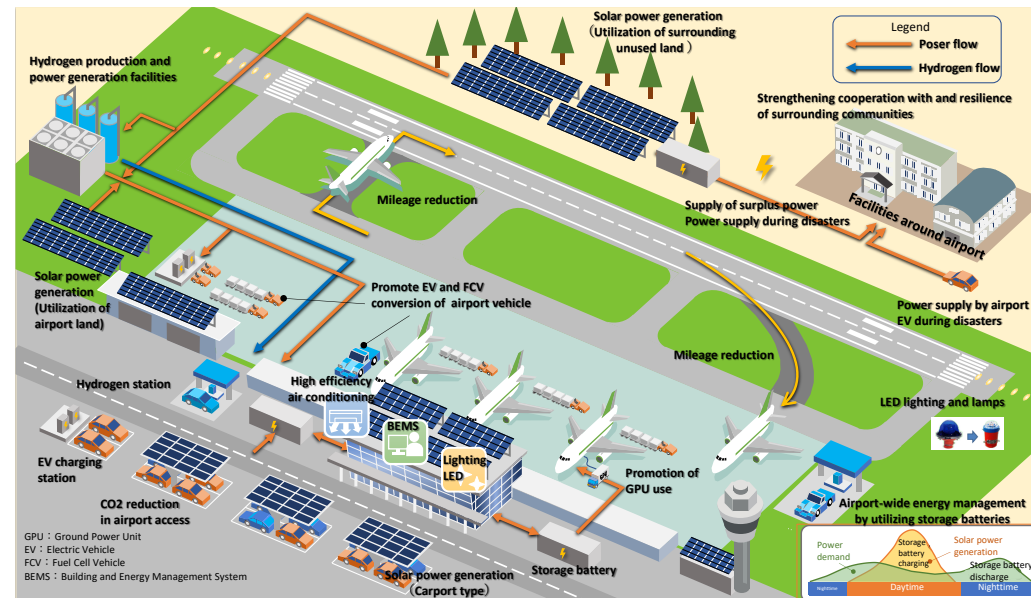 Solar power generation
（Utilization of surrounding
unused land ）
Legend
Poser flow
Hydrogen flow
Hydrogen production and
power generation facilities
Strengthening cooperation with and resilience
of surrounding communities
Mileage reduction
Supply of surplus power
Power supply during disasters
Facilities around airport
Solar power
generation
(Utilization of
airport land)
Promote EV and FCV
conversion of airport vehicle
Power supply by airport
EV during disasters
Mileage reduction
Hydrogen station
High efficiency
air conditioning
BEMS
Lighting
LED
LED lighting and lamps
EV charging
station
CO2 reduction
in airport access
Promotion of
GPU use
Airport-wide energy management
by utilizing storage batteries
GPU：Ground Power Unit
EV：Electric Vehicle
FCV：Fuel Cell Vehicle
BEMS：Building and Energy Management System
Solar power generation
（Carport type）
Storage battery
Power
demand
Storage
battery
charging
Solar power
generation
Storage battery
discharge
Nighttime
Daytime
Nighttime